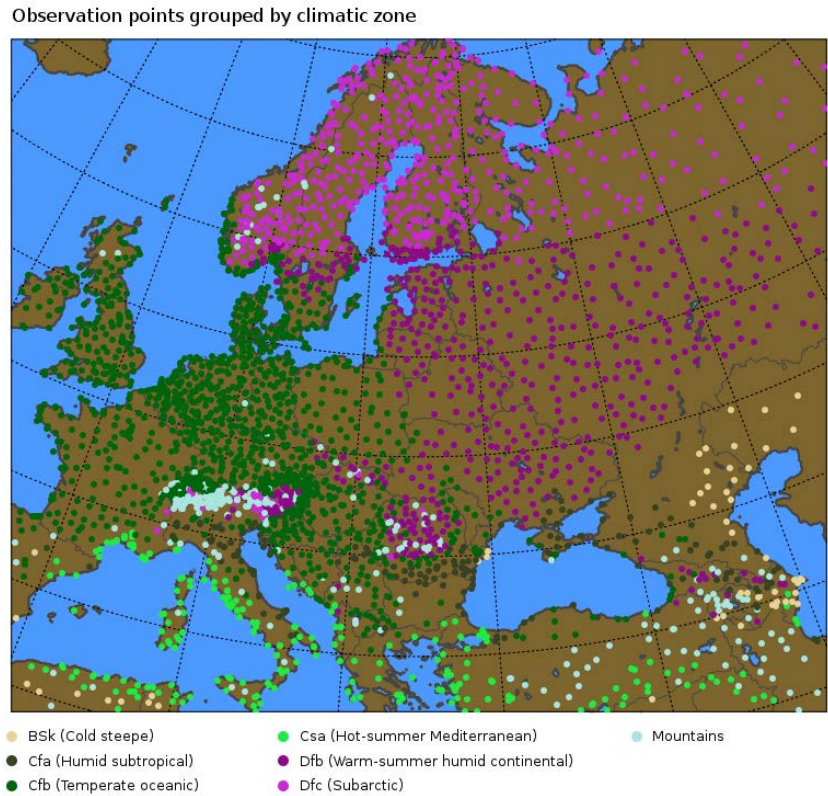 Observation points grouped by climatic zone
BSk (Cold steepe)
Cfa (Humid subtropical)
Cfb (Temperate oceanic)
Csa (Hot-summer Mediterranean)
Dfb (Warm-summer humid continental)
Dfc (Subarctic)
Mountains